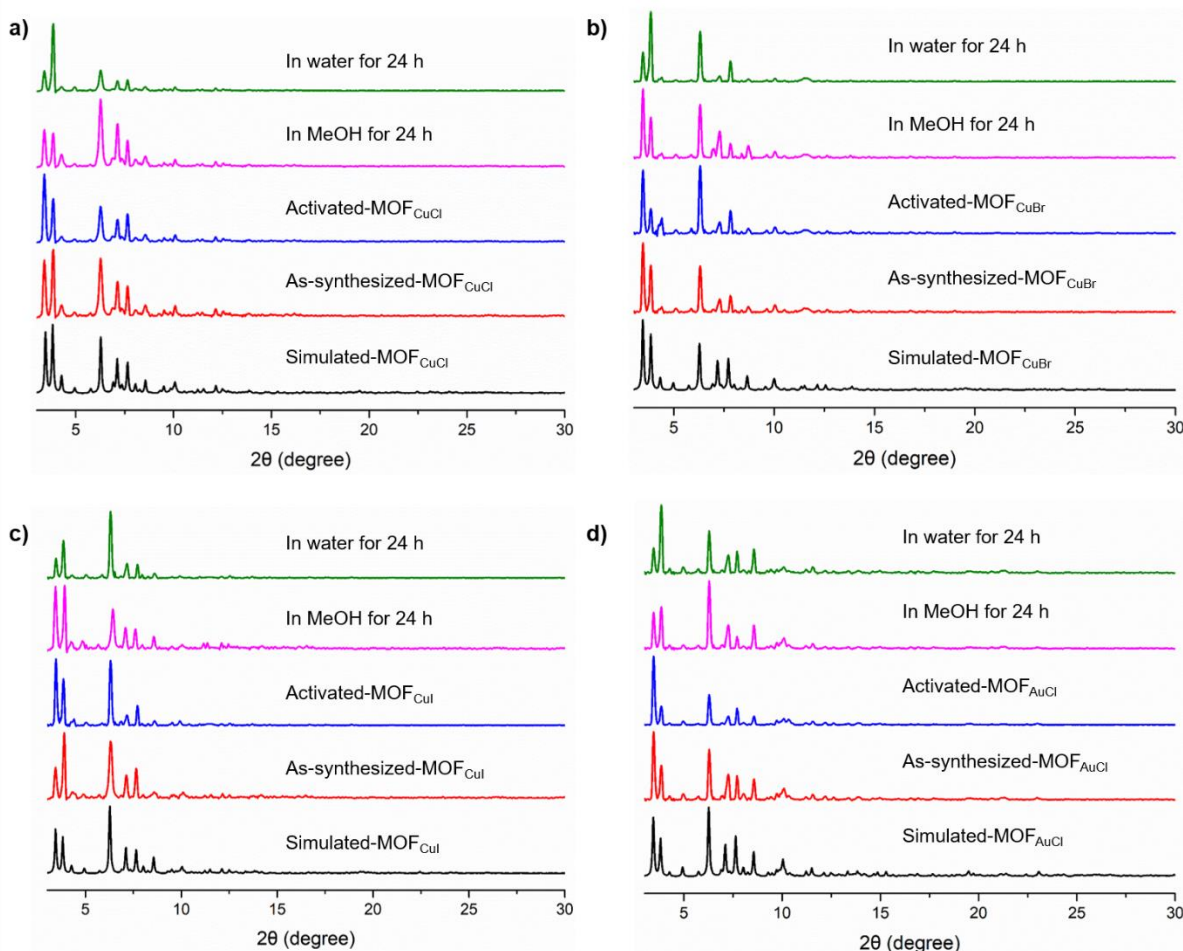 a)
In water for 24 h
In MeOH for 24 h
Activated-MOFCuCl
As-synthesized-MOFCuCl
Simulated-MOFCuCl
5 10 15 20 25 30
2θ (degree)
b)
In water for 24 h
In MeOH for 24 h
Activated-MOFCuBr
As-synthesized-MOFCuBr
Simulated-MOFCuBr
5 10 15 20 25 30
2θ (degree)
c)
In water for 24 h
In MeOH for 24 h
Activated-MOFCuI
As-synthesized-MOFCuI
Simulated-MOFCuI
5 10 15 20 25 30
2θ (degree)
d)
In water for 24 h
In MeOH for 24 h
Activated-MOFAuCl
As-synthesized-MOFAuCl
Simulated-MOFAuCl
5 10 15 20 25 30
2θ (degree)